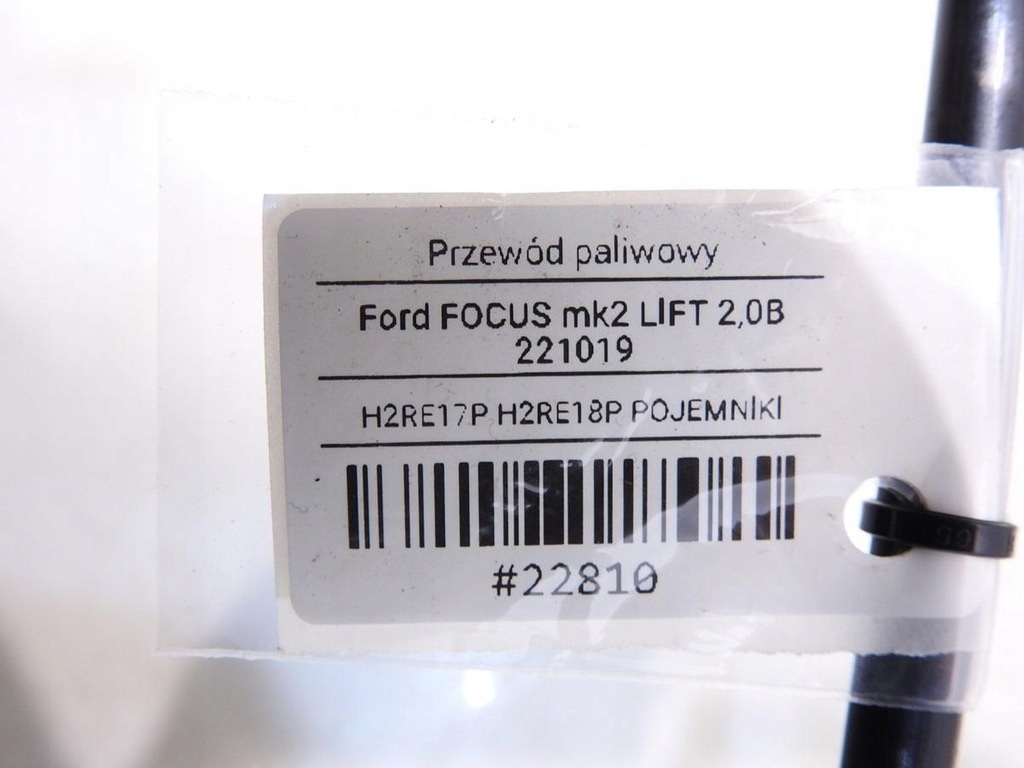 Przewód paliwowy
Ford FOCUS mk2 LIFT 2,0B
221019
H2RE17P H2RE18P POJEMNIKI
#22810